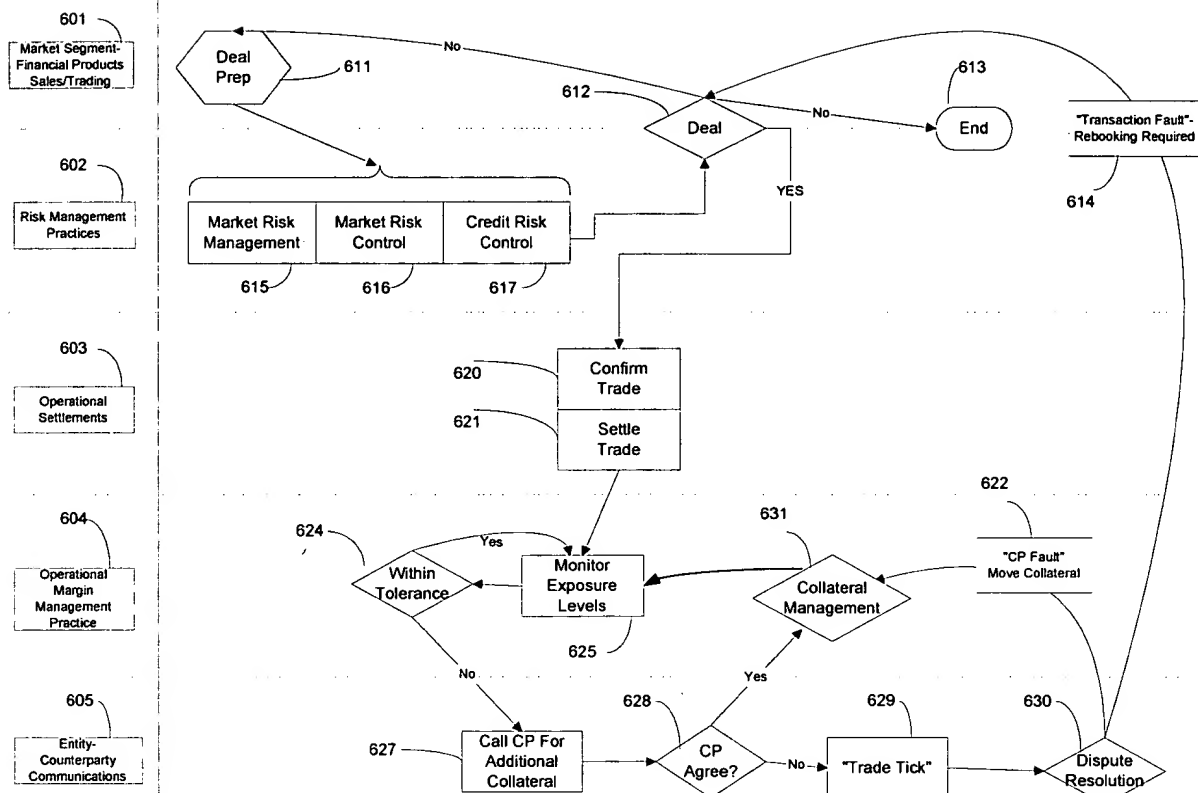 601
Market Segment-
Financial Products
Sales/Trading
Deal
Prep
611
No
612
Deal
No
613
End
"Transaction Fault"-
Rebooking Required
614
602
Risk Management
Practices
Market Risk
Management
Market Risk
Control
Credit Risk
Control
615
616
617
YES
603
Operational
Settlements
620
Confirm
Trade
621
Settle
Trade
604
Operational
Margin
Management
Practice
624
Yes
Within
Tolerance
Monitor
Exposure
Levels
625
631
Collateral
Management
622
"CP Fault"
Move Collateral
No
Yes
605
Entity-
Counterparty
Communications
627
Call CP For
Additional
Collateral
628
CP
Agree?
No
629
"Trade Tick"
630
Dispute
Resolution